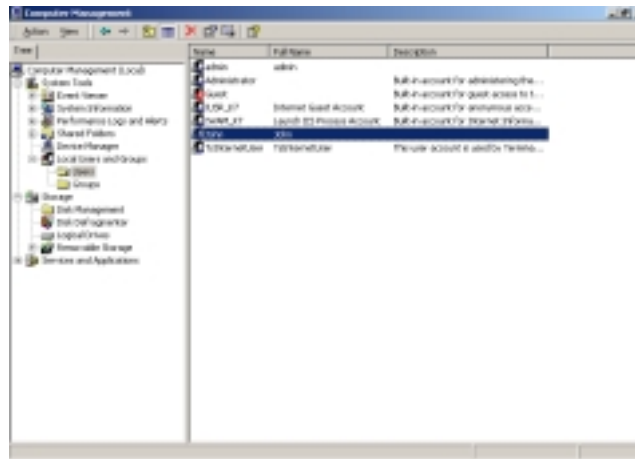 Computer Management
Action View
Tree
Name Full Name Description
Computer Management (Local)
System Tools
Event Viewer
System Information
Performance Logs and Alerts
Shared Folders
Device Manager
Local Users and Groups
Users
Groups
Storage
Disk Management
Disk Defragmenter
Logical Drives
Removable Storage
Services and Applications
admin admin
Administrator Built-in account for administering the...
Guest Built-in account for guest access to t...
Internet Guest Account Built-in account for anonymous acce...
Launch IIS Process Account Built-in account for Internet Informa...
TsInternetUser TsInternetUser This user account is used by Termina...